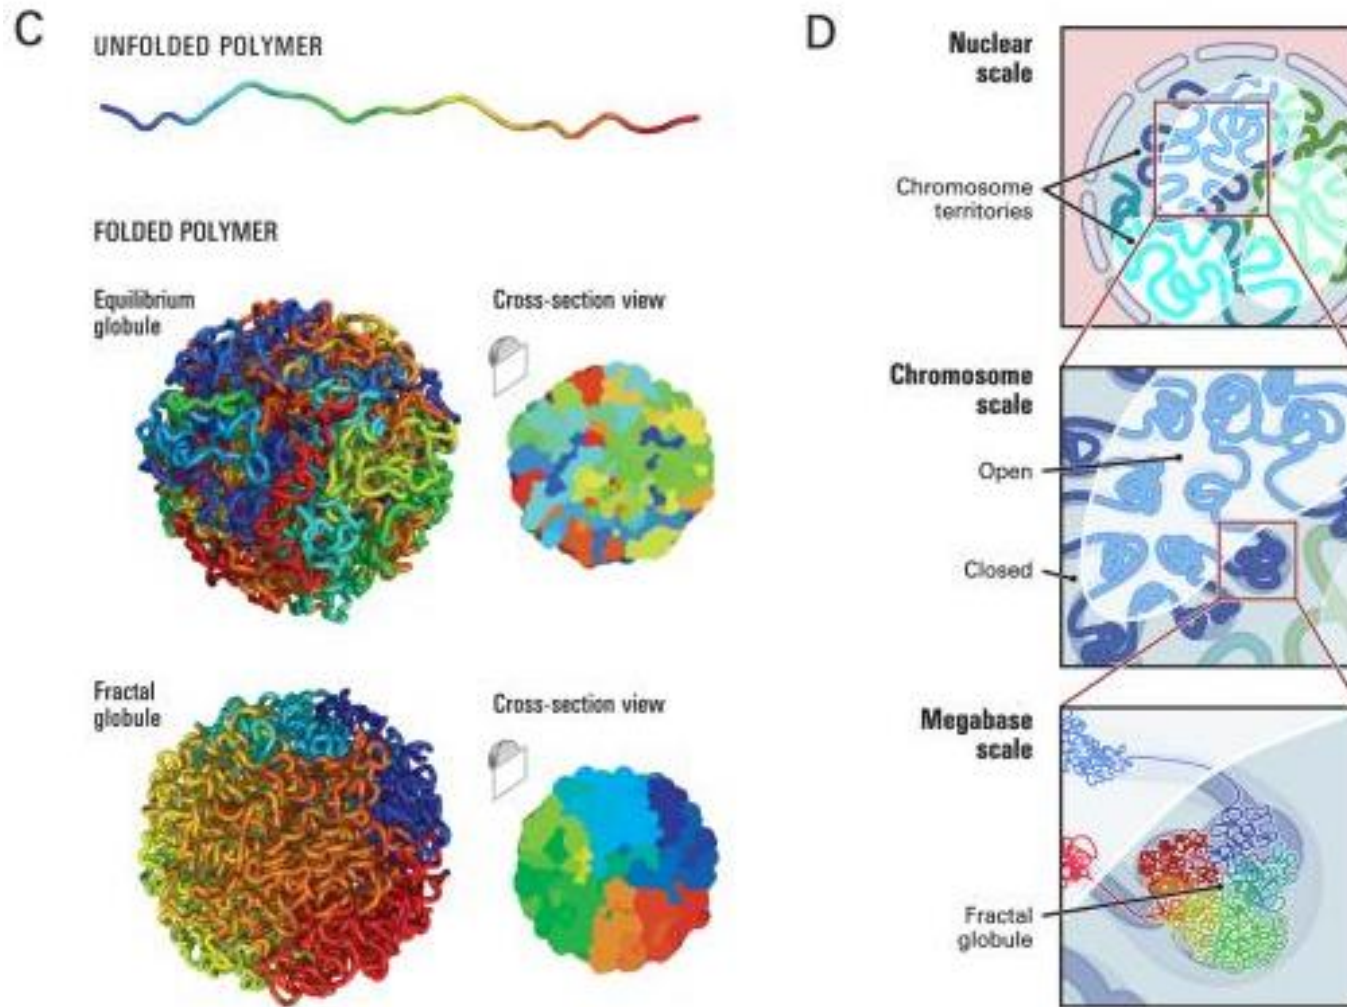 C
UNFOLDED POLYMER
FOLDED POLYMER
Equilibrium
globule
Cross-section view
Fractal
globule
Cross-section view
D
Nuclear
scale
Chromosome
territories
Chromosome
scale
Open
Closed
Megabase
scale
Fractal
globule